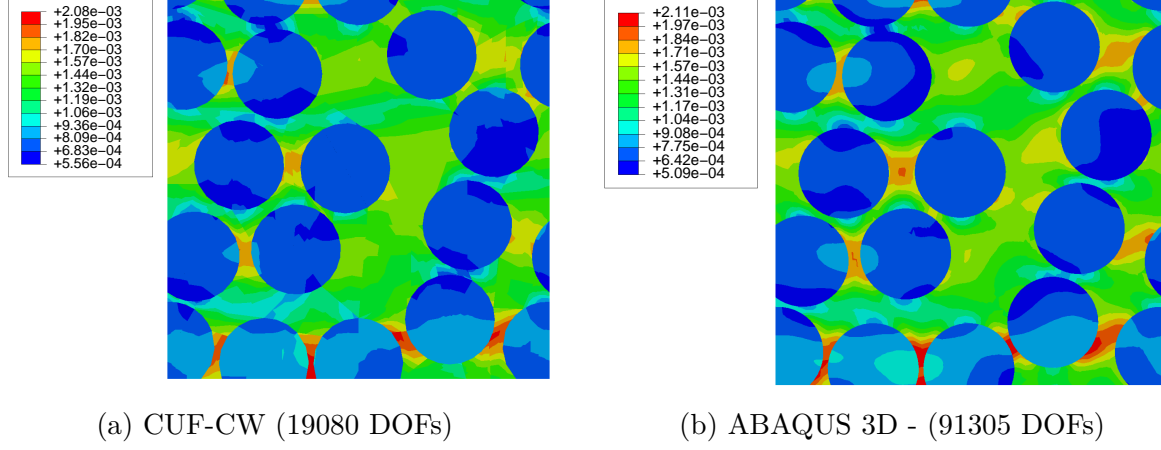 +2.08e−03
+1.95e−03
+1.82e−03
+1.70e−03
+1.57e−03
+1.44e−03
+1.32e−03
+1.19e−03
+1.06e−03
+9.36e−04
+8.09e−04
+6.83e−04
+5.56e−04
+2.11e−03
+1.97e−03
+1.84e−03
+1.71e−03
+1.57e−03
+1.44e−03
+1.31e−03
+1.17e−03
+1.04e−03
+9.08e−04
+7.75e−04
+6.42e−04
+5.09e−04
(a) CUF-CW (19080 DOFs)
(b) ABAQUS 3D - (91305 DOFs)